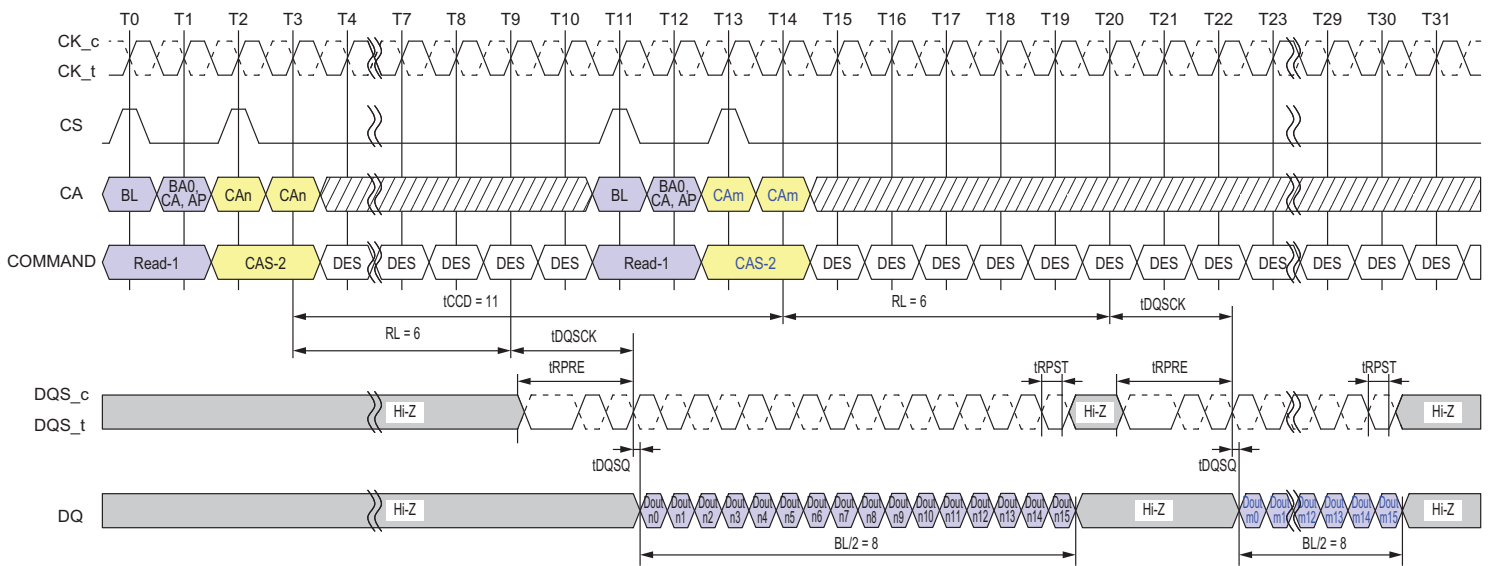 T0 T1 T2 T3 T4 T7 T8 T9 T10 T11 T12 T13 T14 T15 T16 T17 T18 T19 T20 T21 T22 T23 T29 T30 T31
CK_c
CK_t
CS
CA BL BA0, CA, AP CAn CAn BL BA0, CA, AP CAm CAm
COMMAND Read-1 CAS-2 DES DES DES DES DES Read-1 CAS-2 DES DES DES DES DES DES DES DES DES DES DES DES
tCCD = 11 RL = 6 tDQSCK
RL = 6 tDQSCK
tRPRE tRPST tRPRE tRPST
DQS_c
DQS_t
Hi-Z Hi-Z Hi-Z
tDQSQ tDQSQ
DQ Hi-Z Dout n0 Dout n1 Dout n2 Dout n3 Dout n4 Dout n5 Dout n6 Dout n7 Dout n8 Dout n9 Dout n10 Dout n11 Dout n12 Dout n13 Dout n14 Dout n15 Hi-Z Dout m0 Dout m1 Dout m12 Dout m13 Dout m14 Dout m15 Hi-Z
BL/2 = 8 BL/2 = 8